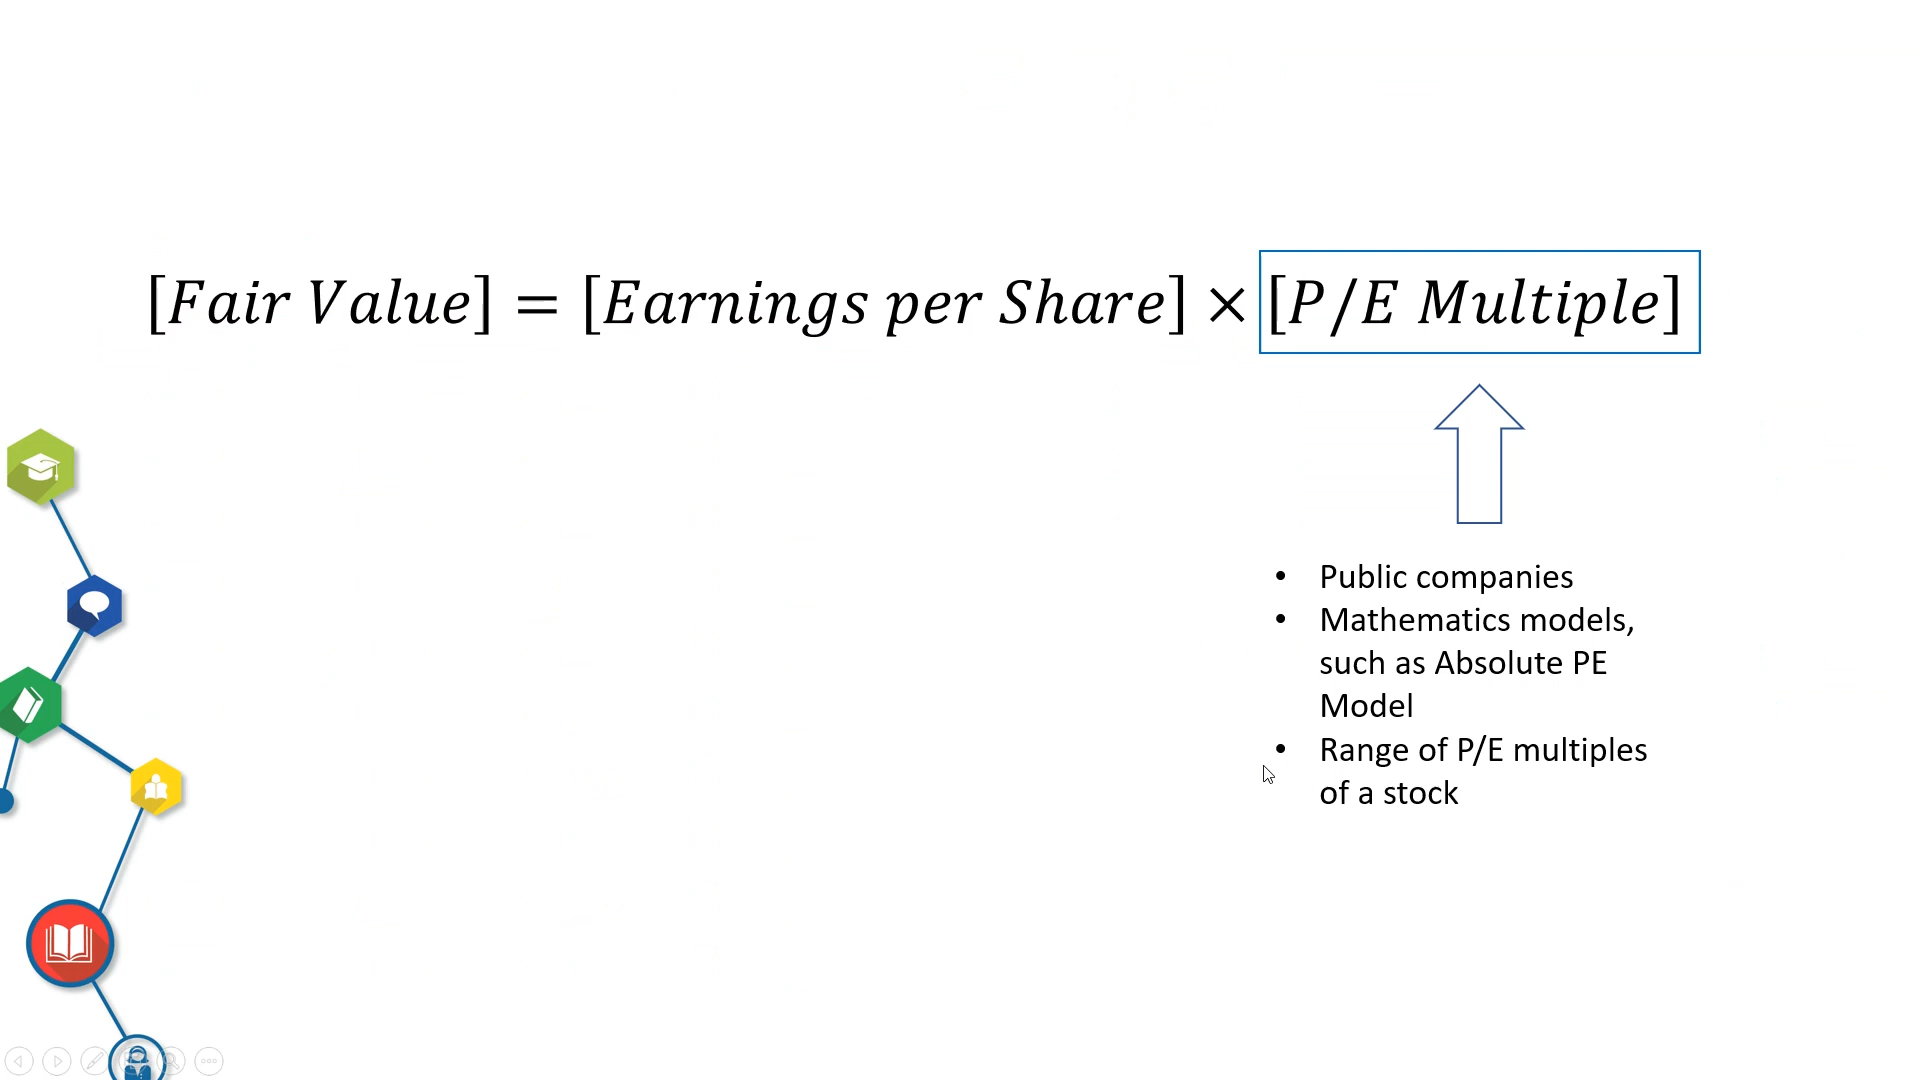 [Fair Value] = [Earnings per Share] × [P/E Multiple]
• Public companies
• Mathematics models,
such as Absolute PE
Model
• Range of P/E multiples
of a stock